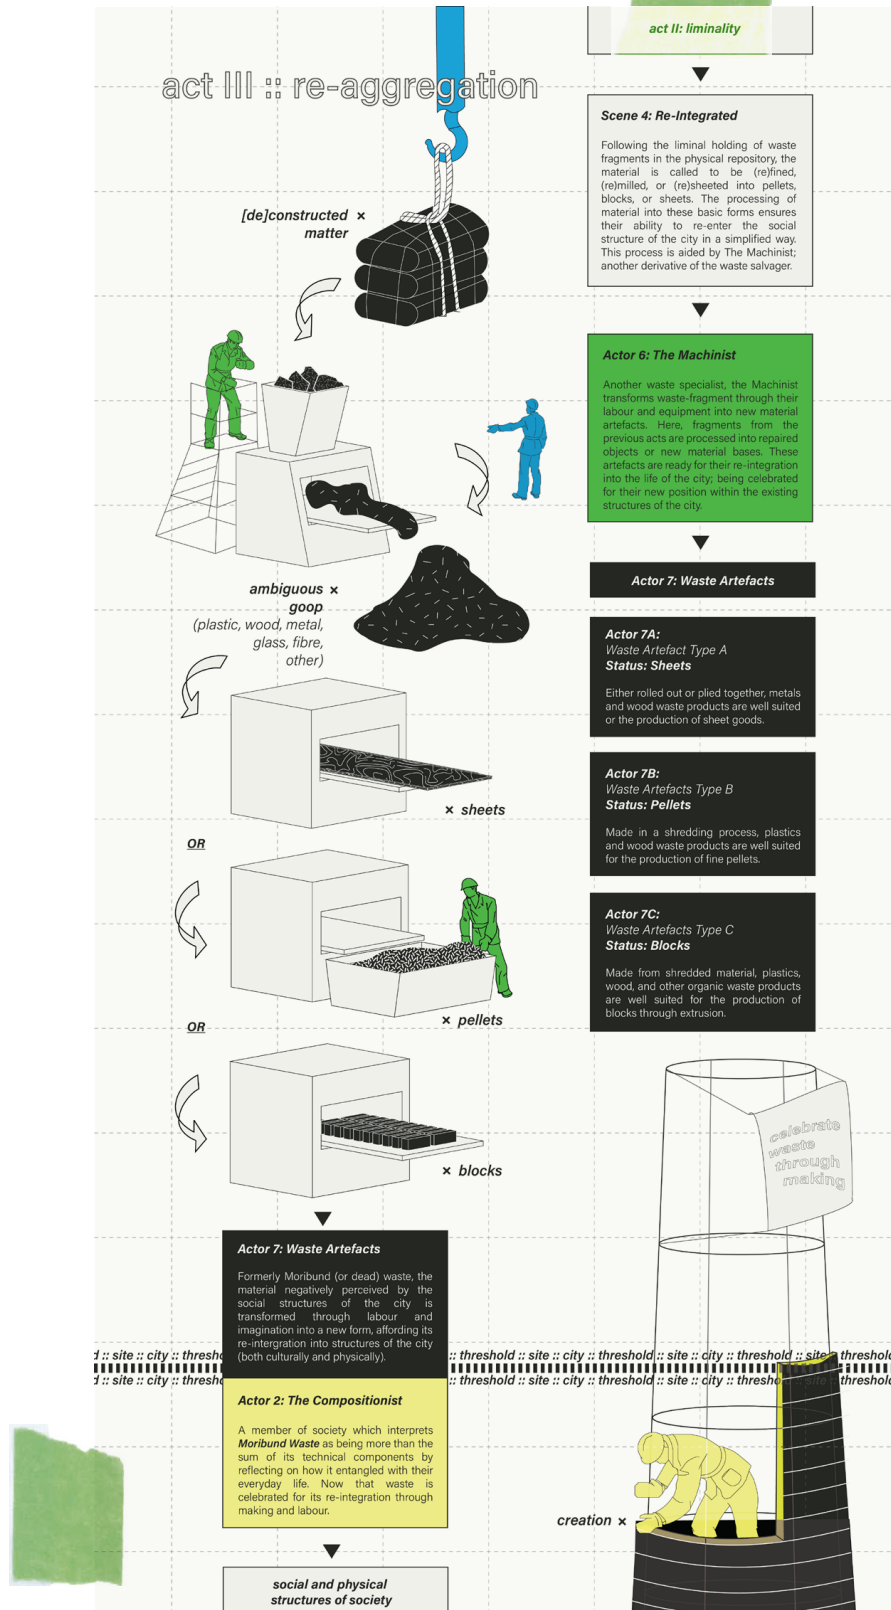 act II: liminality
act III :: re-aggregation
Scene 4: Re-Integrated
Following the liminal holding of waste
fragments in the physical repository, the
material is called to be (re)fined,
(re)milled, or (re)sheeted into pellets,
blocks, or sheets. The processing of
material into these basic forms ensures
their ability to re-enter the social
structure of the city in a simplified way.
This process is aided by The Machinist;
another derivative of the waste salvager.
[de]constructed ×
matter
Actor 6: The Machinist
Another waste specialist, the Machinist
transforms waste-fragment through their
labour and equipment into new material
artefacts. Here, fragments from the
previous acts are processed into repaired
objects or new material bases. These
artefacts are ready for their re-integration
into the life of the city; being celebrated
for their new position within the existing
structures of the city.
Actor 7: Waste Artefacts
ambiguous ×
goop
(plastic, wood, metal,
glass, fibre,
other)
Actor 7A:
Waste Artefact Type A
Status: Sheets
Either rolled out or plied together, metals
and wood waste products are well suited
or the production of sheet goods.
× sheets
OR
Actor 7B:
Waste Artefacts Type B
Status: Pellets
Made in a shredding process, plastics
and wood waste products are well suited
for the production of fine pellets.
× pellets
OR
Actor 7C:
Waste Artefacts Type C
Status: Blocks
Made from shredded material, plastics,
wood, and other organic waste products
are well suited for the production of
blocks through extrusion.
× blocks
celebrate
waste
through
making
Actor 7: Waste Artefacts
Formerly Moribund (or dead) waste, the
material negatively perceived by the
social structures of the city is
transformed through labour and
imagination into a new form, affording its
re-intergration into structures of the city
(both culturally and physically).
d :: site :: city :: thresh
:: threshold :: site :: city :: threshold :: site :: city :: threshold :: site :: threshold
d :: site :: city :: thresh
:: threshold :: site :: city :: threshold :: site :: city :: thresho :: site :: city :: threshold
Actor 2: The Compositionist
A member of society which interprets
Moribund Waste as being more than the
sum of its technical components by
reflecting on how it entangled with their
everyday life. Now that waste is
celebrated for its re-integration through
making and labour.
creation ×
social and physical
structures of society